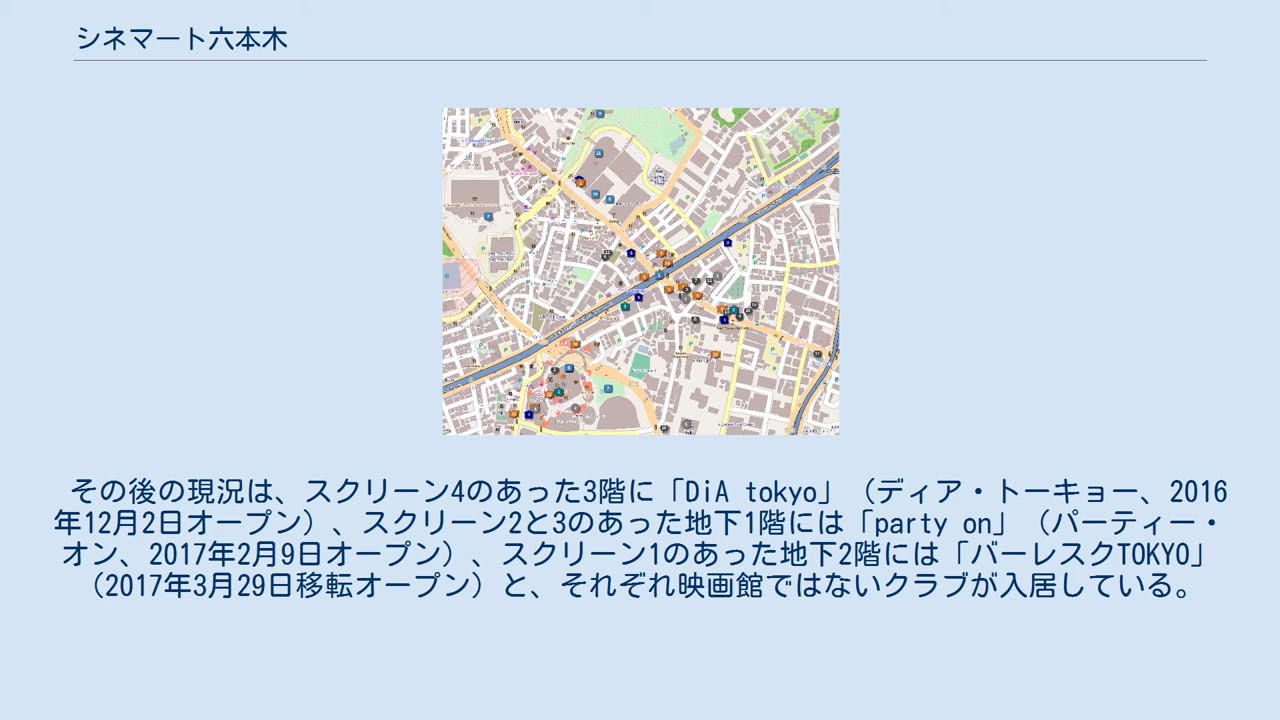 シネマート六本木
その後の現況は、スクリーン4のあった3階に「DiA tokyo」（ディア・トーキョー、2016
年12月2日オープン）、スクリーン2と3のあった地下1階には「party on」（パーティー・
オン、2017年2月9日オープン）、スクリーン1のあった地下2階には「バーレスクTOKYO」
（2017年3月29日移転オープン）と、それぞれ映画館ではないクラブが入居している。